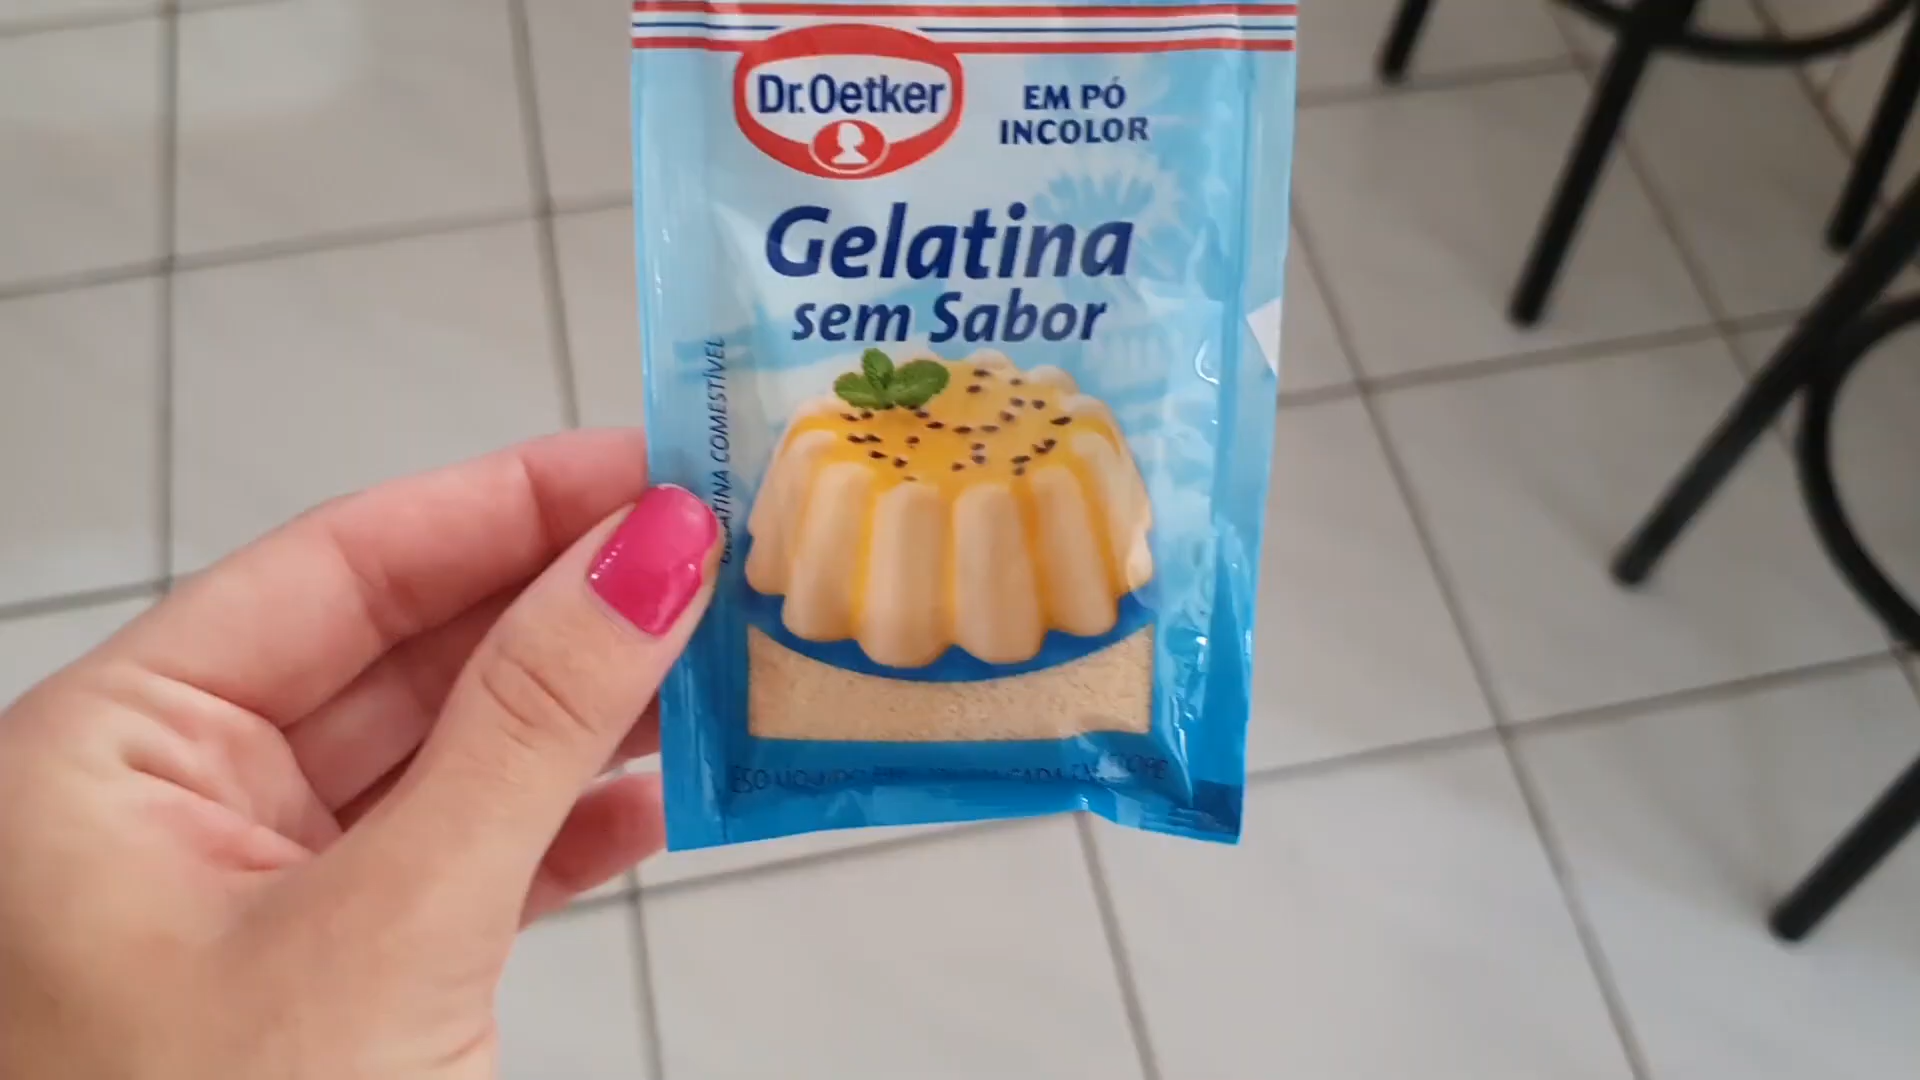 Dr.Oetker
EM PÓ
INCOLOR
Gelatina
sem Sabor
GELATINA COMESTÍVEL